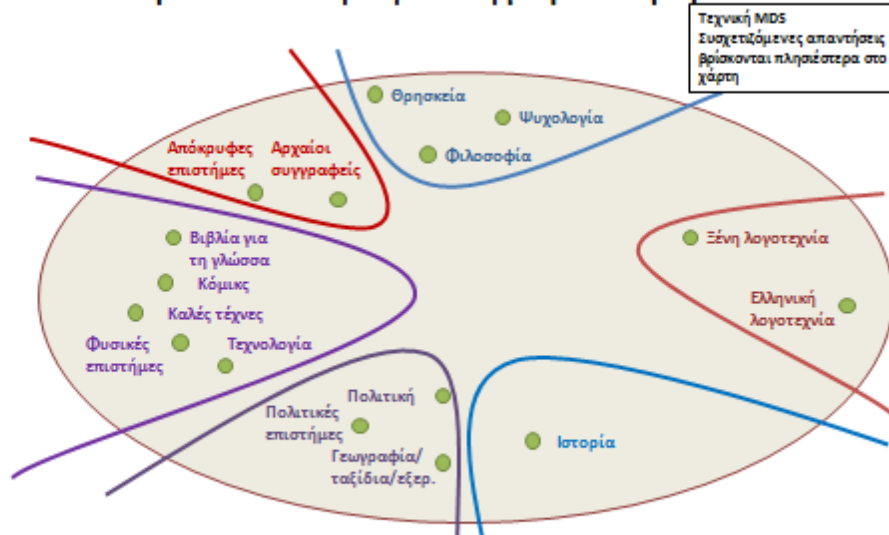 Τεχνική MDS
Συσχετιζόμενες απαντήσεις
βρίσκονται πλησιέστερα στο
χάρτη
Θρησκεία
Ψυχολογία
Φιλοσοφία
Απόκρυφες
επιστήμες
Αρχαίοι
συγγραφείς
Βιβλία για
τη γλώσσα
Κόμικς
Καλές τέχνες
Φυσικές
επιστήμες
Τεχνολογία
Ξένη λογοτεχνία
Ελληνική
λογοτεχνία
Πολιτική
Πολιτικές
επιστήμες
Γεωγραφία/
ταξίδια/εξερ.
Ιστορία